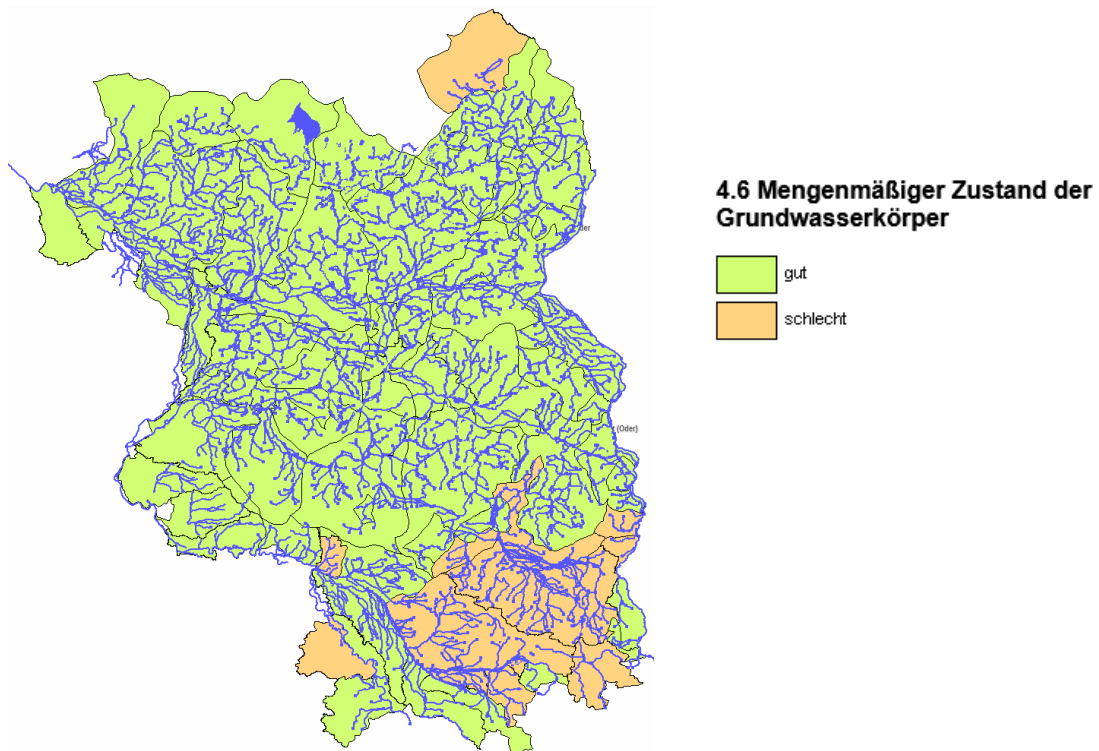 4.6 Mengenmäßiger Zustand der
Grundwasserkörper
gut
schlecht
(Oder)